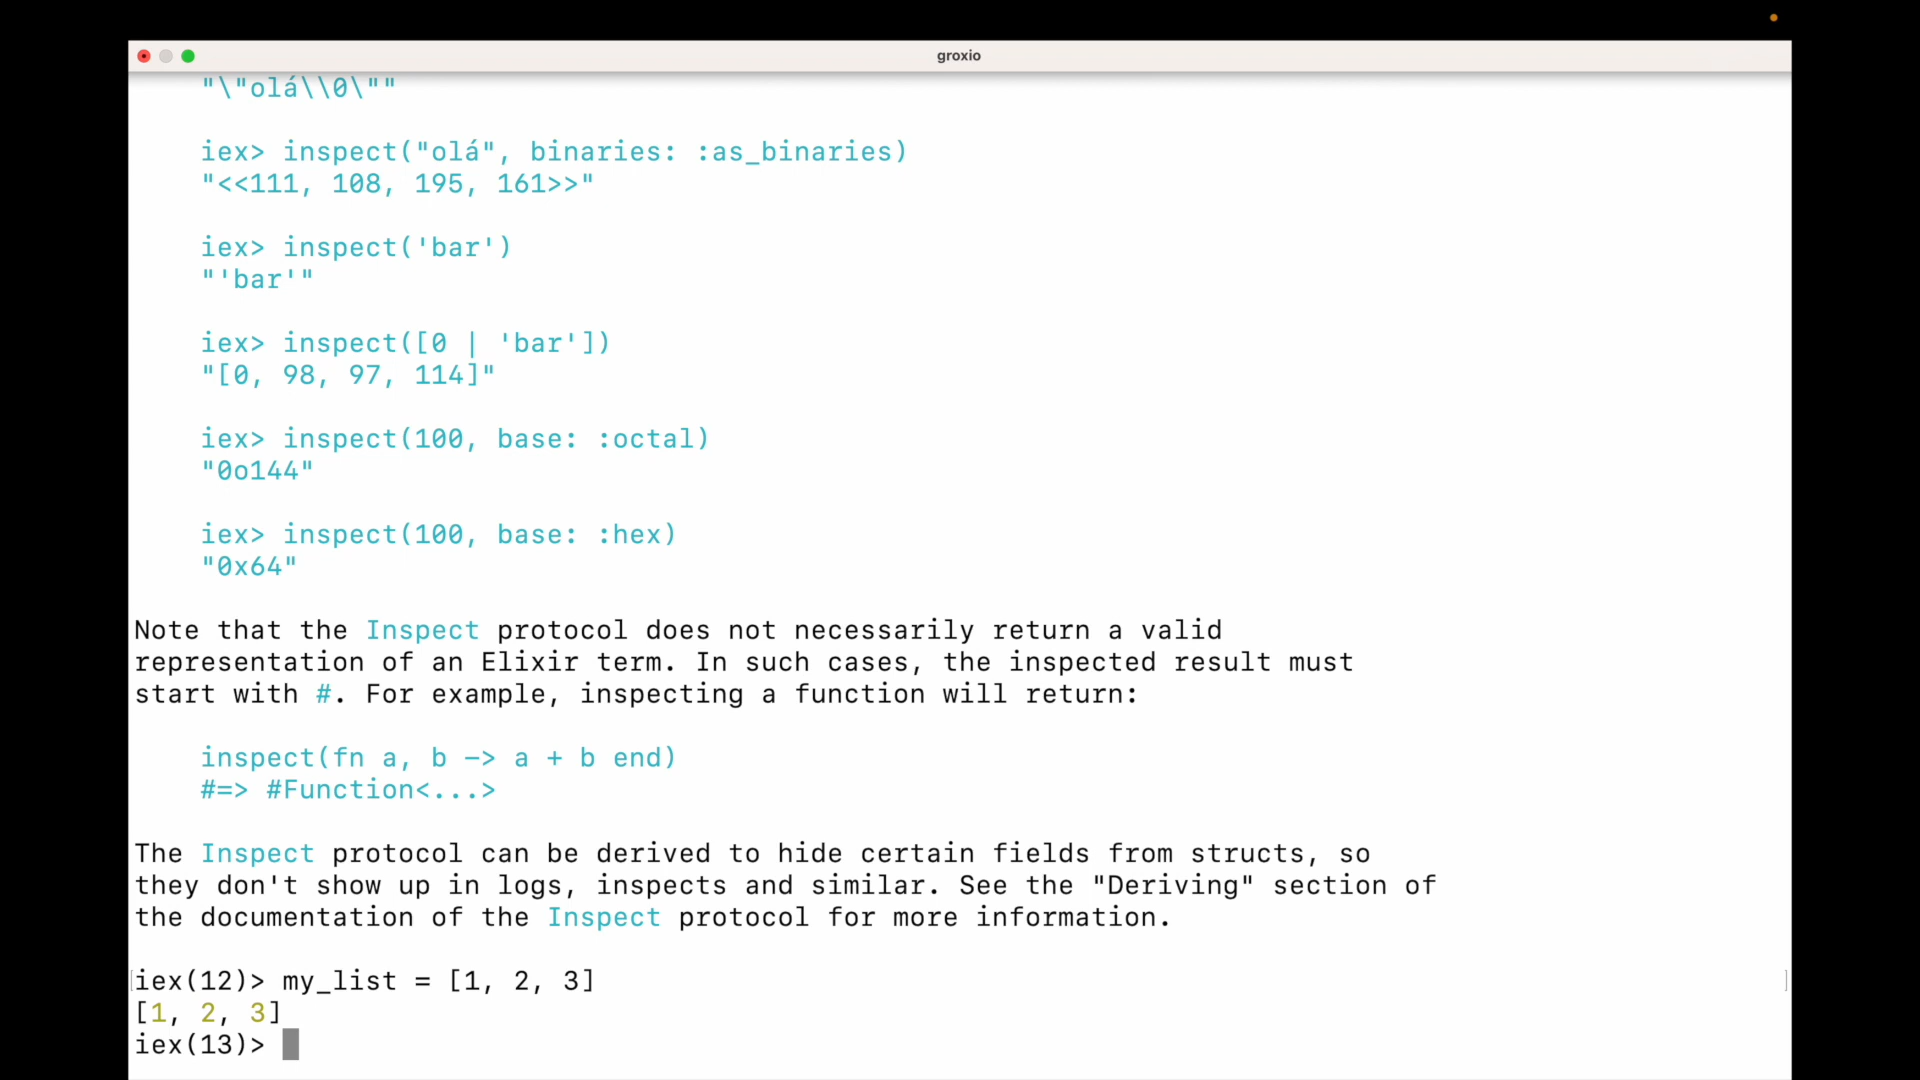 groxio
"\"olá\\0\""
iex> inspect("olá", binaries: :as_binaries)
"<<111, 108, 195, 161>>"
iex> inspect('bar')
"'bar'"
iex> inspect([0 | 'bar'])
"[0, 98, 97, 114]"
iex> inspect(100, base: :octal)
"0o144"
iex> inspect(100, base: :hex)
"0x64"
Note that the Inspect protocol does not necessarily return a valid
representation of an Elixir term. In such cases, the inspected result must
start with #. For example, inspecting a function will return:
inspect(fn a, b -> a + b end)
#=> #Function<...>
The Inspect protocol can be derived to hide certain fields from structs, so
they don't show up in logs, inspects and similar. See the "Deriving" section of
the documentation of the Inspect protocol for more information.
iex(12)> my_list = [1, 2, 3]
[1, 2, 3]
iex(13)>